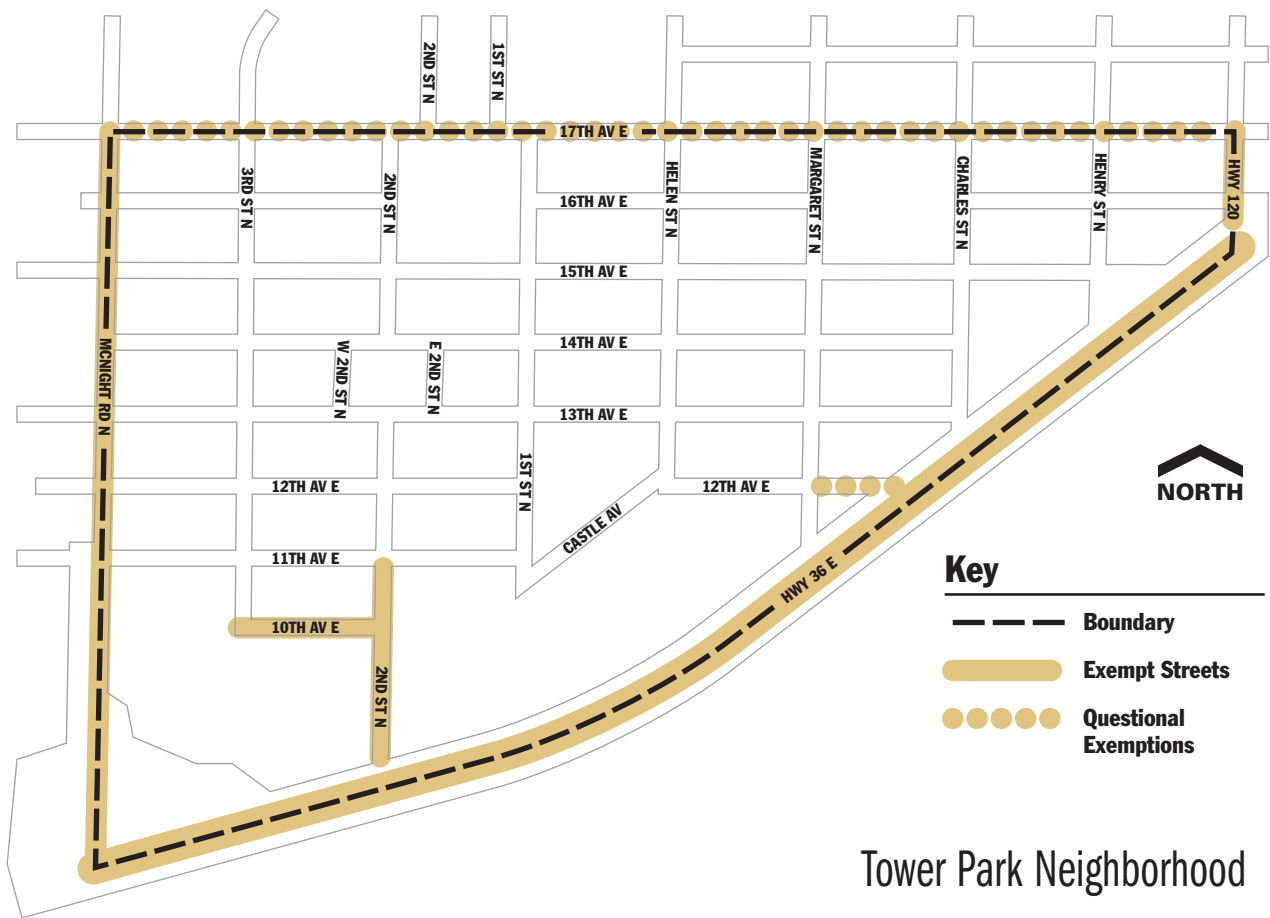 2ND ST N
1ST ST N
17TH AV E
3RD ST N
2ND ST N
HELEN ST N
MARGARET ST N
CHARLES ST N
HENRY ST N
HWY 120
16TH AV E
15TH AV E
MCNIGHT RD N
W 2ND ST N
E 2ND ST N
14TH AV E
13TH AV E
1ST ST N
12TH AV E
12TH AV E
CASTLE AV
NORTH
11TH AV E
HWY 36 E
10TH AV E
2ND ST N
Key
Boundary
Exempt Streets
Questional
Exemptions
Tower Park Neighborhood